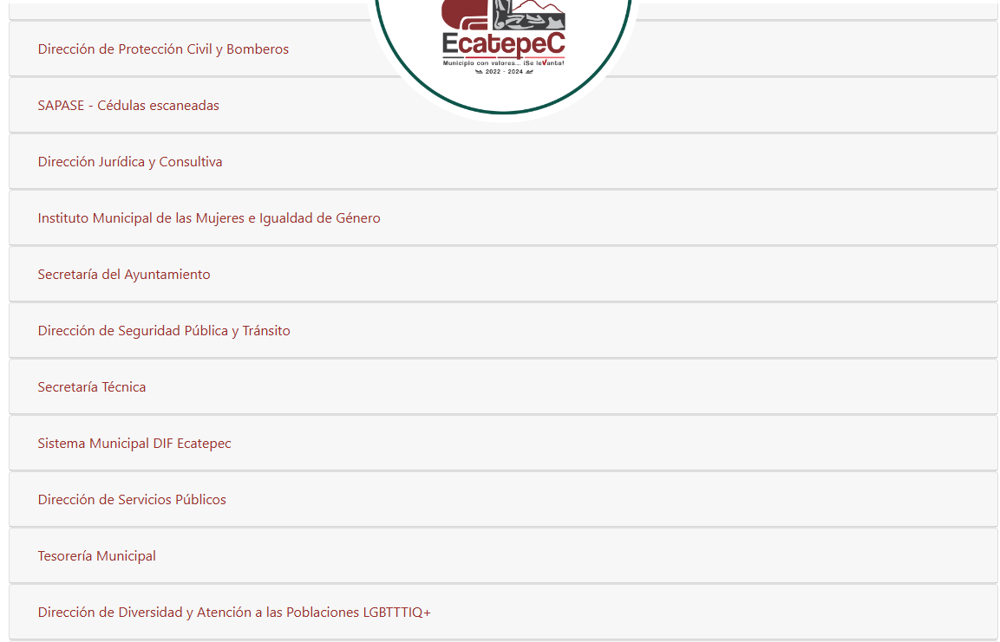 EcatepeC
Municipio con valores... ¡Se leVanta!
2022 - 2024
Dirección de Protección Civil y Bomberos
SAPASE - Cédulas escaneadas
Dirección Jurídica y Consultiva
Instituto Municipal de las Mujeres e Igualdad de Género
Secretaría del Ayuntamiento
Dirección de Seguridad Pública y Tránsito
Secretaría Técnica
Sistema Municipal DIF Ecatepec
Dirección de Servicios Públicos
Tesorería Municipal
Dirección de Diversidad y Atención a las Poblaciones LGBTTTIQ+